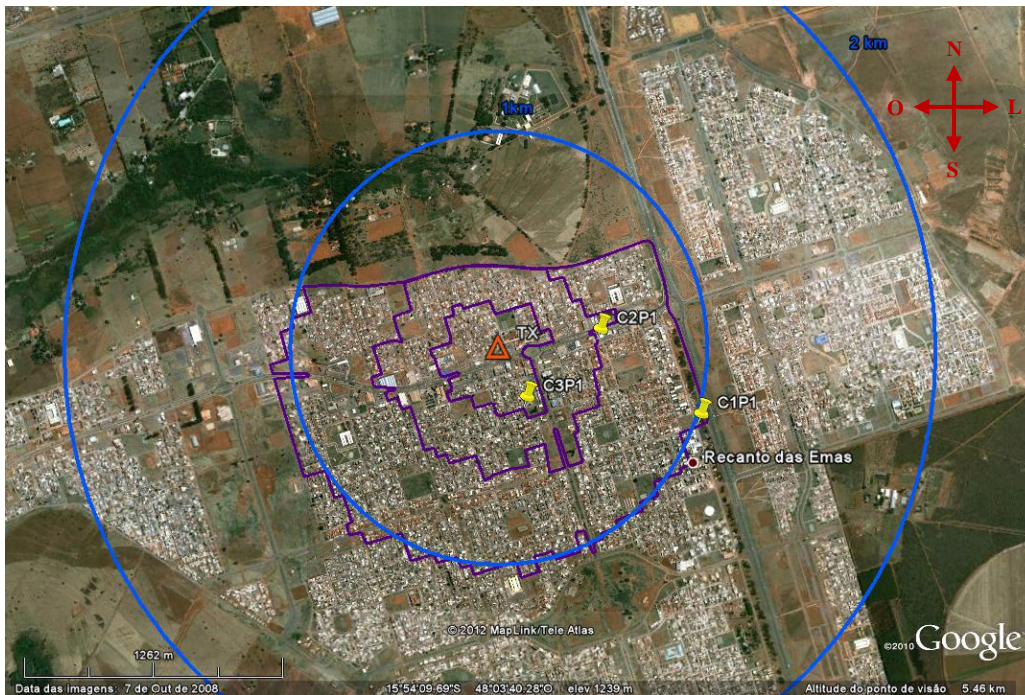 2 km
N
1km
O L
S
C2P1
TX
C3P1
C1P1
Recanto das Emas
© 2012 MapLink/Tele Atlas
1262 m
©2010 Google
Data das imagens: 7 de Out de 2008 15°54'09.69"S 48°03'40.28"O elev 1239 m Altitude do ponto de visão 5.46 km